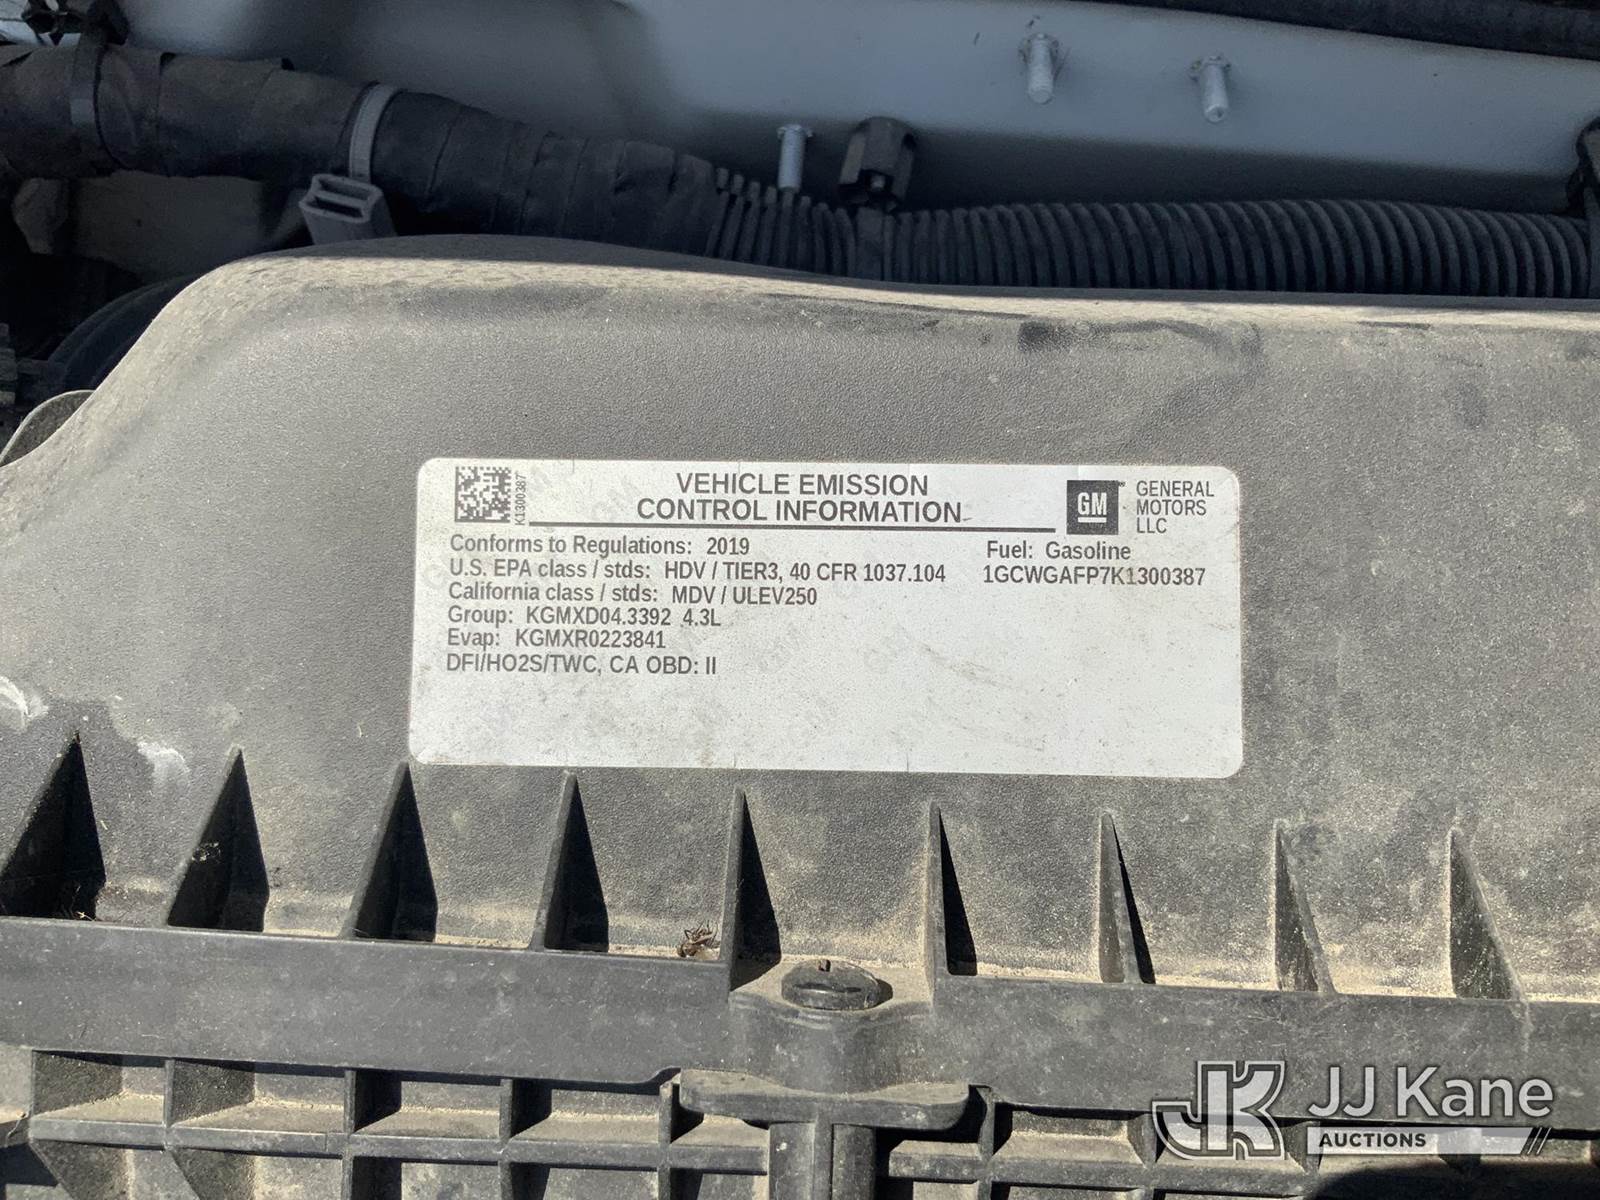 K1300387
VEHICLE EMISSION
CONTROL INFORMATION
GM
GENERAL
MOTORS
LLC
Conforms to Regulations: 2019
Fuel: Gasoline
U.S. EPA class / stds: HDV / TIER3, 40 CFR 1037.104
1GCWGAFP7K1300387
California class / stds: MDV / ULEV250
Group: KGMXD04.3392 4.3L
Evap: KGMXR0223841
DFI/HO2S/TWC, CA OBD: II
JK
JJ Kane
AUCTIONS